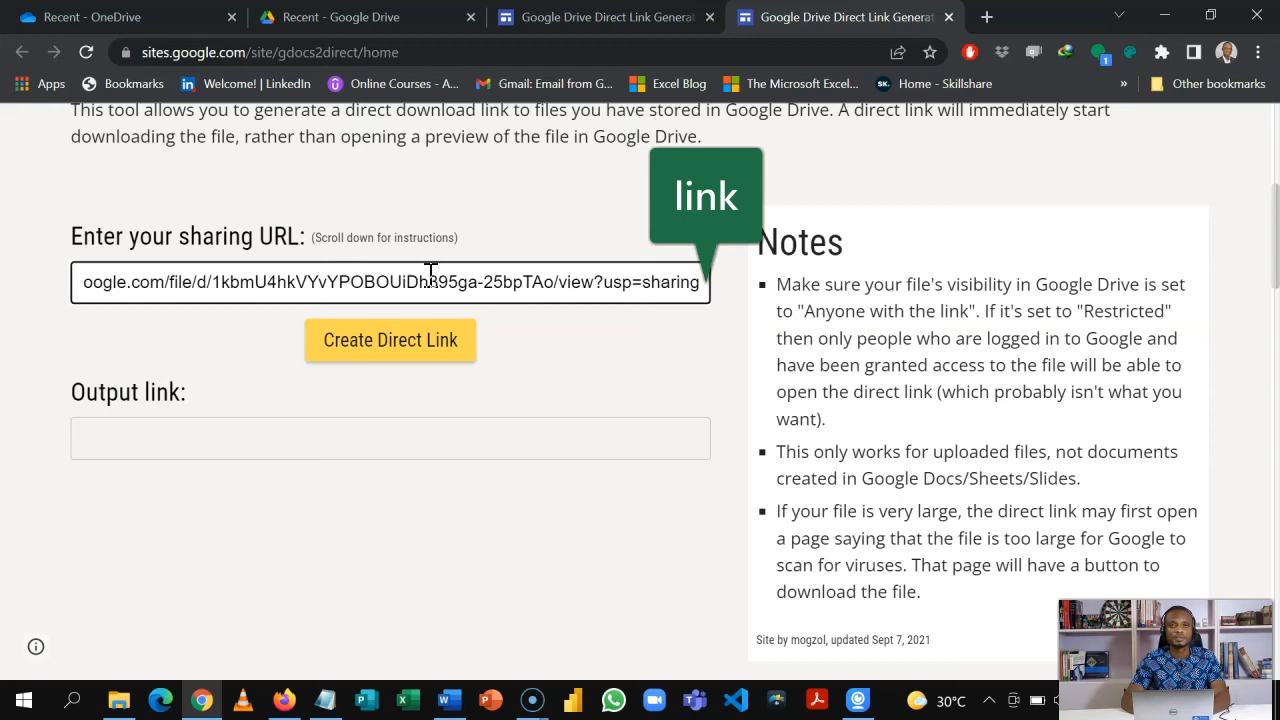 Recent - OneDrive
Recent - Google Drive
Google Drive Direct Link Generat
Google Drive Direct Link Generat
sites.google.com/site/gdocs2direct/home
Apps
Bookmarks
Welcome! | LinkedIn
Online Courses - A...
Gmail: Email from G...
Excel Blog
The Microsoft Excel...
Home - Skillshare
»
Other bookmarks
This tool allows you to generate a direct download link to files you have stored in Google Drive. A direct link will immediately start
downloading the file, rather than opening a preview of the file in Google Drive.
link
Enter your sharing URL: (Scroll down for instructions)
oogle.com/file/d/1kbmU4hkVYvYPOBOUiDh395ga-25bpTAo/view?usp=sharing
Create Direct Link
Output link:
Notes
Make sure your file's visibility in Google Drive is set
to "Anyone with the link". If it's set to "Restricted"
then only people who are logged in to Google and
have been granted access to the file will be able to
open the direct link (which probably isn't what you
want).
This only works for uploaded files, not documents
created in Google Docs/Sheets/Slides.
If your file is very large, the direct link may first open
a page saying that the file is too large for Google to
scan for viruses. That page will have a button to
download the file.
Site by mogzol, updated Sept 7, 2021
30°C